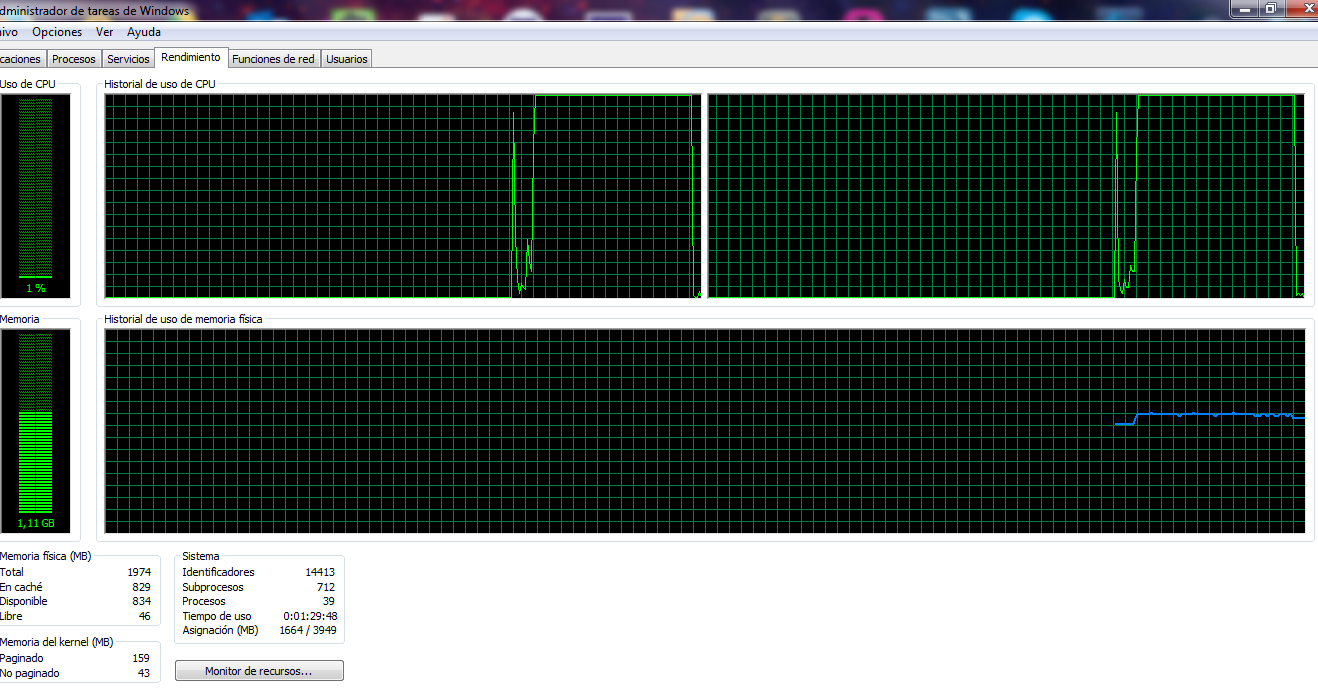 dministrador de tareas de Windows
ivo Opciones Ver Ayuda
caciones Procesos Servicios Rendimiento Funciones de red Usuarios
Uso de CPU Historial de uso de CPU
1 %
Memoria Historial de uso de memoria física
1,11 GB
Memoria física (MB) Sistema
Total 1974 Identificadores 14413
En caché 829 Subprocesos 712
Disponible 834 Procesos 39
Libre 46 Tiempo de uso 0:01:29:48
Asignación (MB) 1664 / 3949
Memoria del kernel (MB)
Paginado 159
No paginado 43
Monitor de recursos...